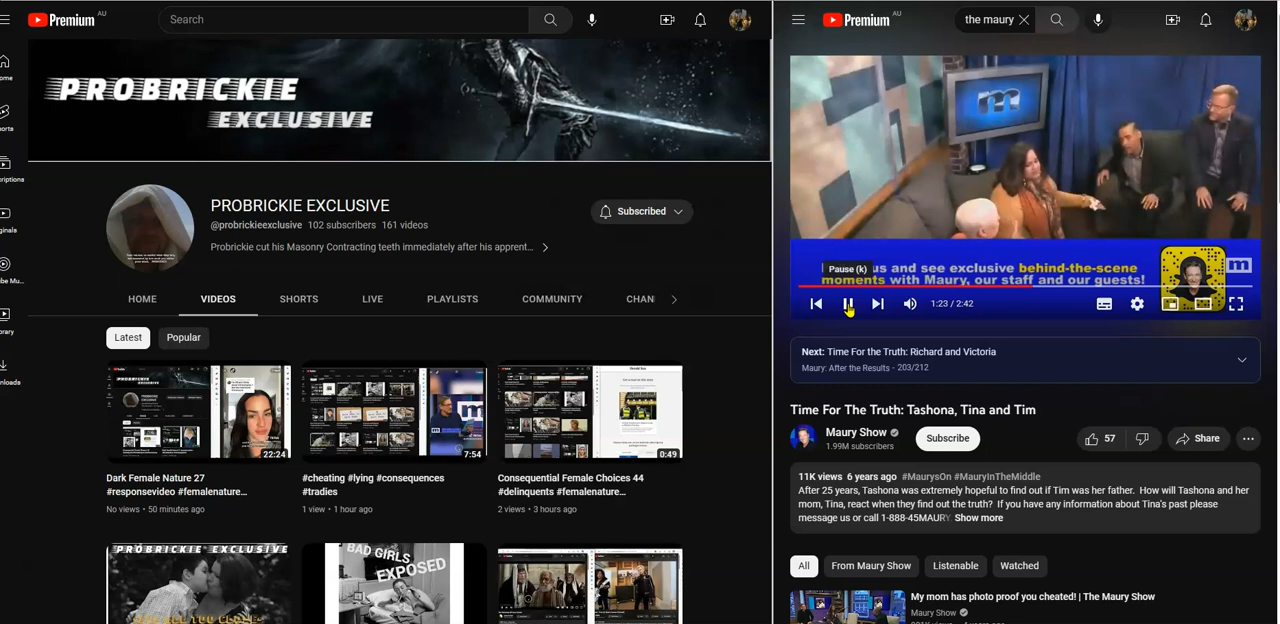 Premium AU
Search
PROBRICKIE
EXCLUSIVE
PROBRICKIE EXCLUSIVE
@probrickieexclusive 102 subscribers 161 videos
Subscribed
Probrickie cut his Masonry Contracting teeth immediately after his apprent...
HOME VIDEOS SHORTS LIVE PLAYLISTS COMMUNITY CHAN
Latest Popular
22:24
7:54
0:49
Dark Female Nature 27
#responsevideo #femalenature...
No views • 50 minutes ago
#cheating #lying #consequences
#tradies
1 view • 1 hour ago
Consequential Female Choices 44
#delinquents #femalenature...
2 views • 3 hours ago
PROBRICKIE EXCLUSIVE
BAD GIRLS
EXPOSED
Premium AU
the maury
m
Pause (k)
us and see exclusive behind-the-scene
moments with Maury, our staff and our guests!
m
1:23 / 2:42
Next: Time For the Truth: Richard and Victoria
Maury: After the Results - 203/212
Time For The Truth: Tashona, Tina and Tim
Maury Show
1.99M subscribers
Subscribe
57
Share
11K views 6 years ago #MaurysOn #MauryInTheMiddle
After 25 years, Tashona was extremely hopeful to find out if Tim was her father. How will Tashona and her
mom, Tina, react when they find out the truth? If you have any information about Tina's past please
message us or call 1-888-45MAURY. Show more
All From Maury Show Listenable Watched
My mom has photo proof you cheated! | The Maury Show
Maury Show